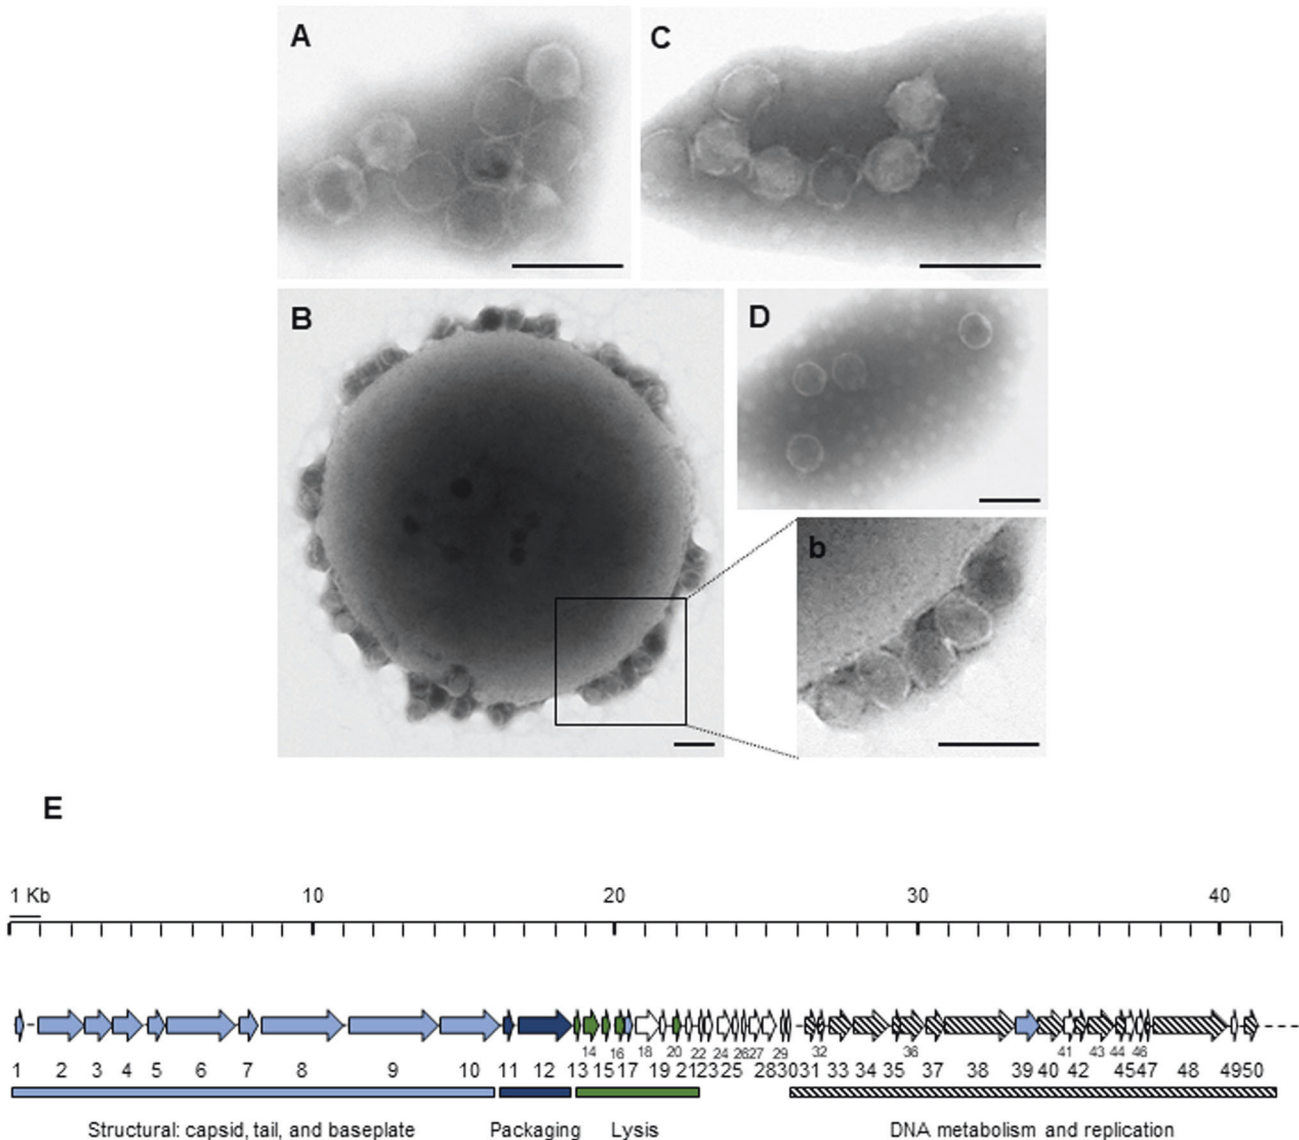 A
C
B
D
b
E
1 Kb 10 20 30 40
14 16 18 20 22 24 2627 29 32 36 41 43 44 46
1 2 3 4 5 6 7 8 9 10 11 12 13 15 17 19 21 23 25 28 30 31 33 34 35 37 38 39 40 42 45 47 48 49 50
Structural: capsid, tail, and baseplate Packaging Lysis DNA metabolism and replication